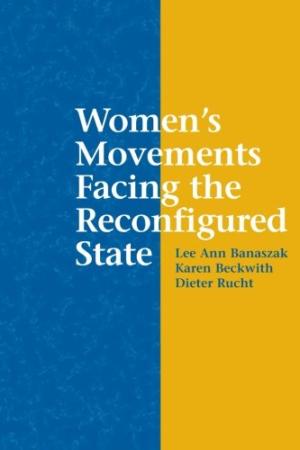 Women's
Movements
Facing the
Reconfigured
State
Lee Ann Banaszak
Karen Beckwith
Dieter Rucht